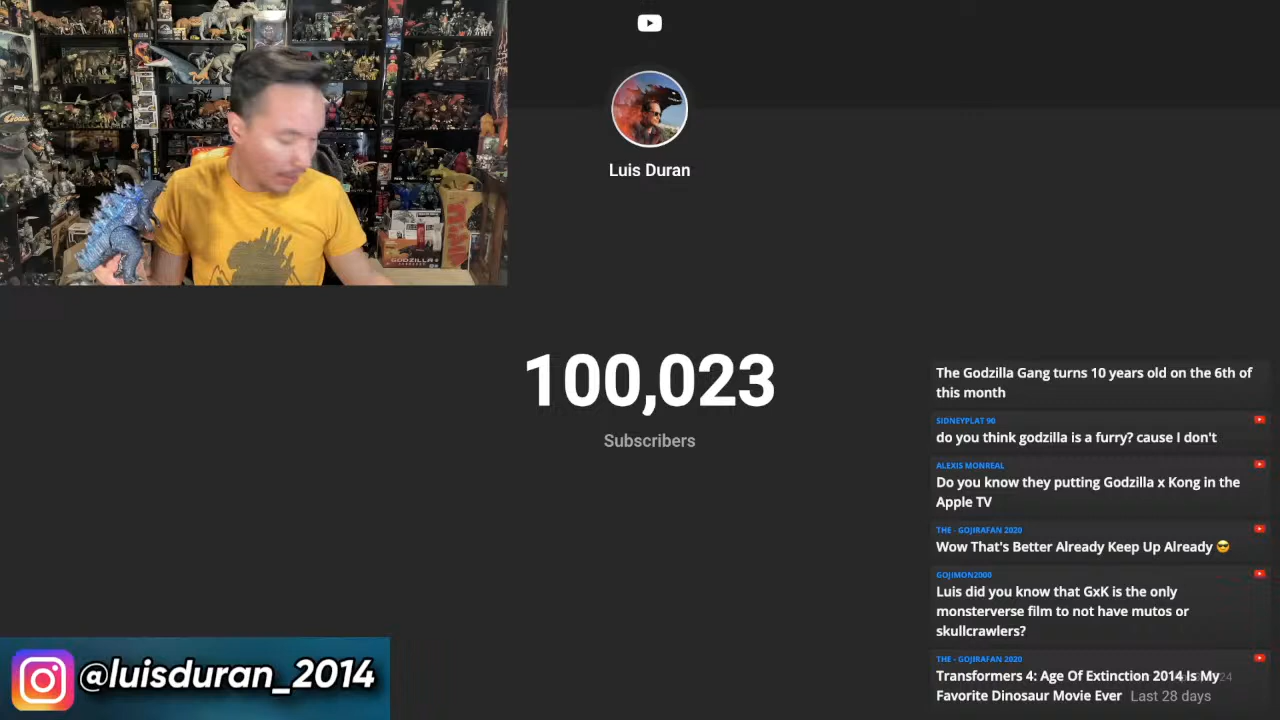 Luis Duran
100,023
Subscribers
The Godzilla Gang turns 10 years old on the 6th of
this month
SIDNEYPLAT 90
do you think godzilla is a furry? cause I don't
ALEXIS MONREAL
Do you know they putting Godzilla x Kong in the
Apple TV
THE - GOJIRAFAN 2020
Wow That's Better Already Keep Up Already 😎
GOJIMON2000
Luis did you know that GxK is the only
monsterverse film to not have mutos or
skullcrawlers?
THE - GOJIRAFAN 2020
Transformers 4: Age Of Extinction 2014 Is My
Favorite Dinosaur Movie Ever Last 28 days
@luisduran_2014
GODZILLA